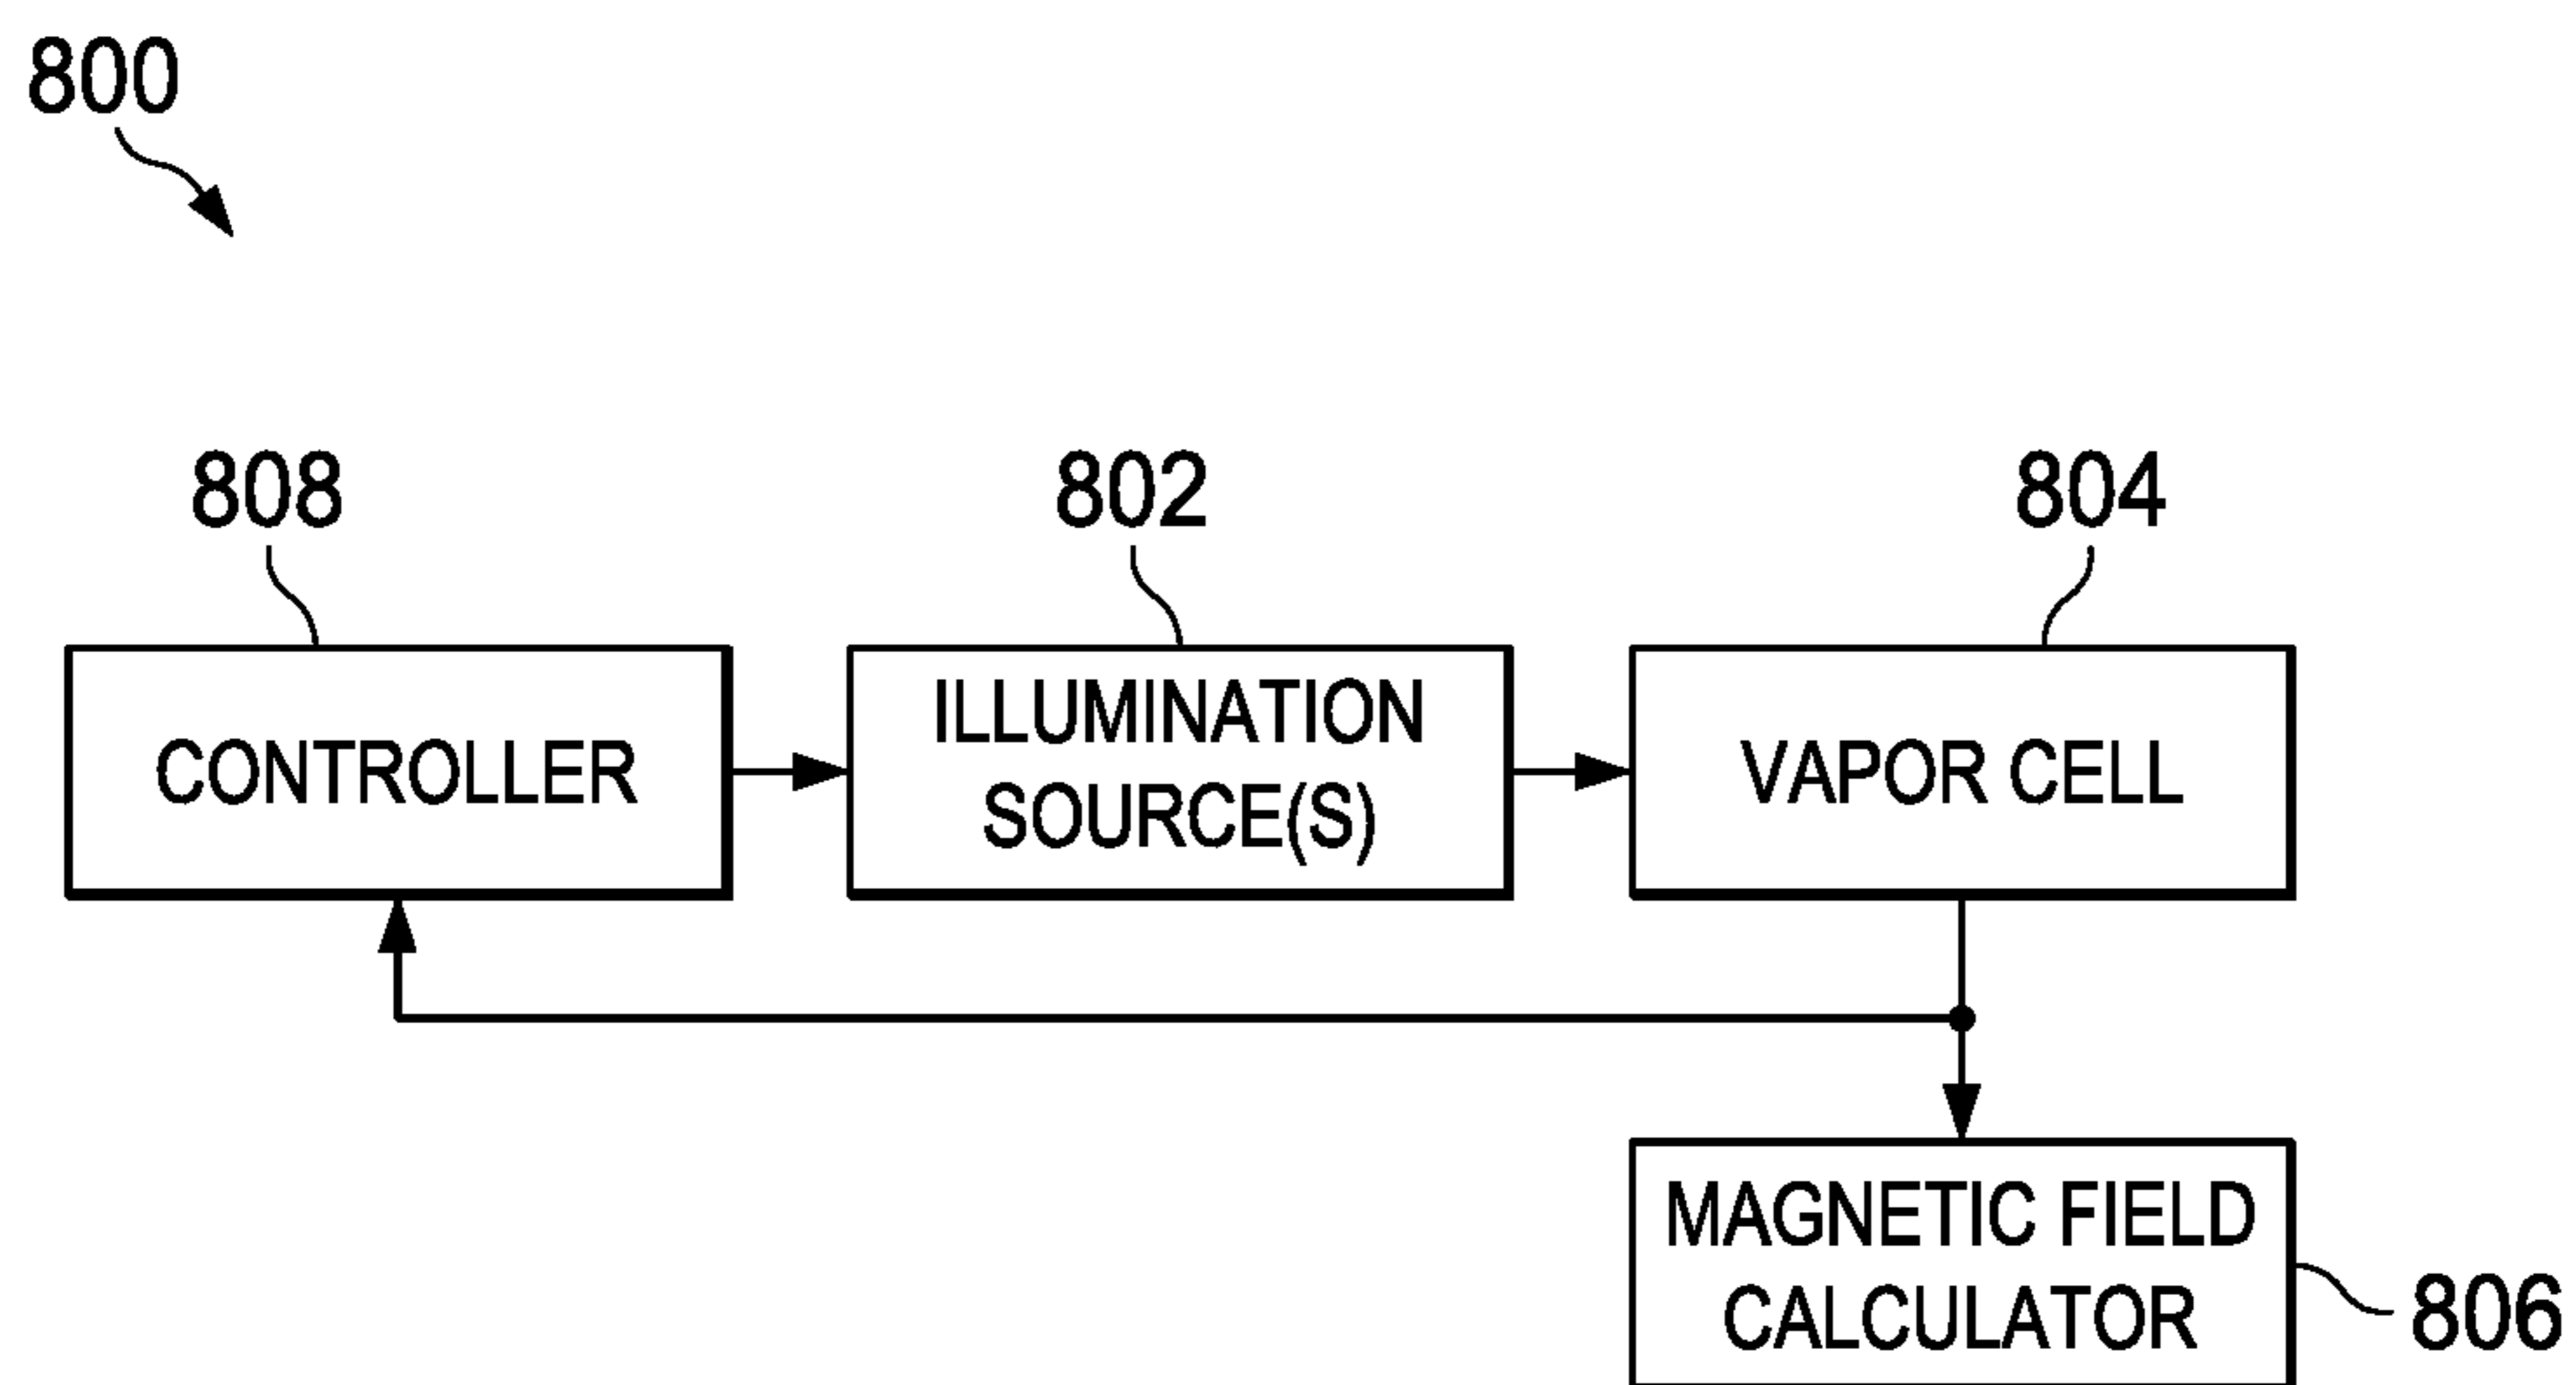 800
808
802
804
CONTROLLER
ILLUMINATION
SOURCE(S)
VAPOR CELL
MAGNETIC FIELD
CALCULATOR
806